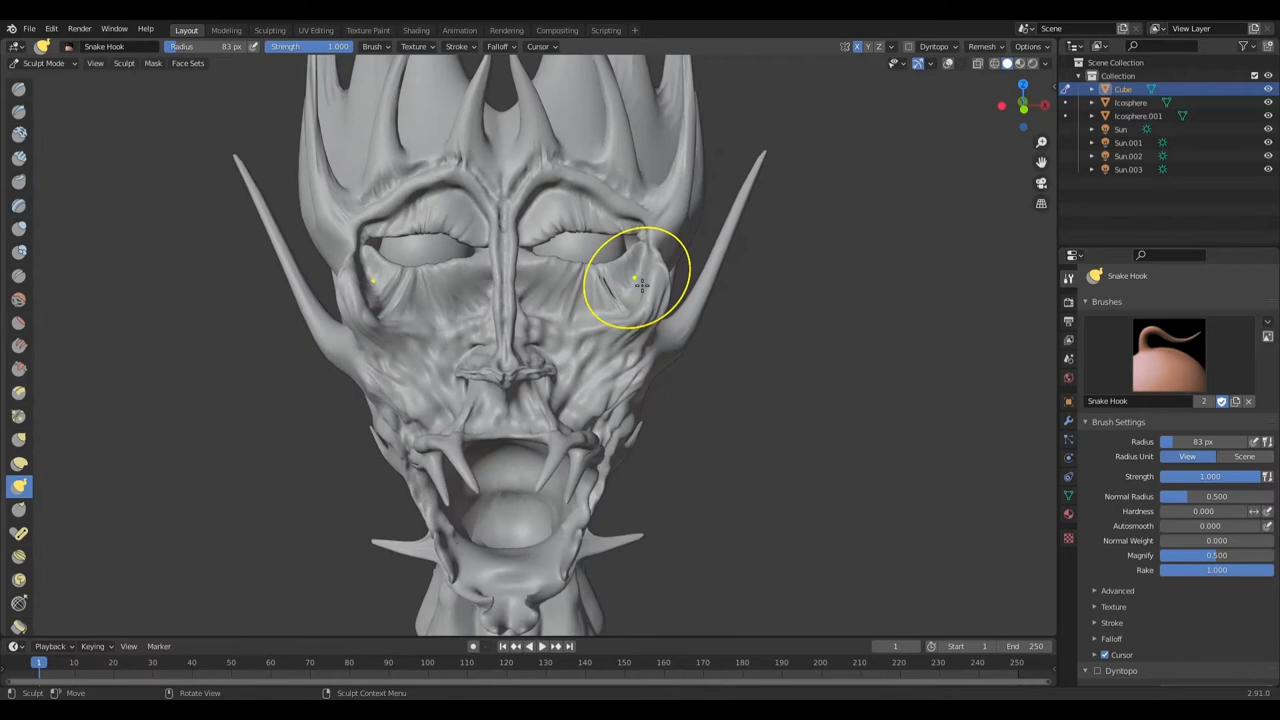 File Edit Render Window Help Layout Modeling Sculpting UV Editing Texture Paint Shading Animation Rendering Compositing Scripting + Scene View Layer
Snake Hook Radius 83 px Strength 1.000 Brush Texture Stroke Falloff Cursor X Y Z Dyntopo Remesh Options
Sculpt Mode View Sculpt Mask Face Sets
Scene Collection
Collection
Cube
Icosphere
Icosphere.001
Sun
Sun.001
Sun.002
Sun.003
Snake Hook
Brushes
Snake Hook 2
Brush Settings
Radius 83 px
Radius Unit View Scene
Strength 1.000
Normal Radius 0.500
Hardness 0.000
Autosmooth 0.000
Normal Weight 0.000
Magnify 0.500
Rake 1.000
Advanced
Texture
Stroke
Falloff
Cursor
Dyntopo
Playback Keying View Marker 1 Start 1 End 250
1 10 20 30 40 50 60 70 80 90 100 110 120 130 140 150 160 170 180 190 200 210 220 230 240 250
Sculpt Move Rotate View Sculpt Context Menu 2.91.0